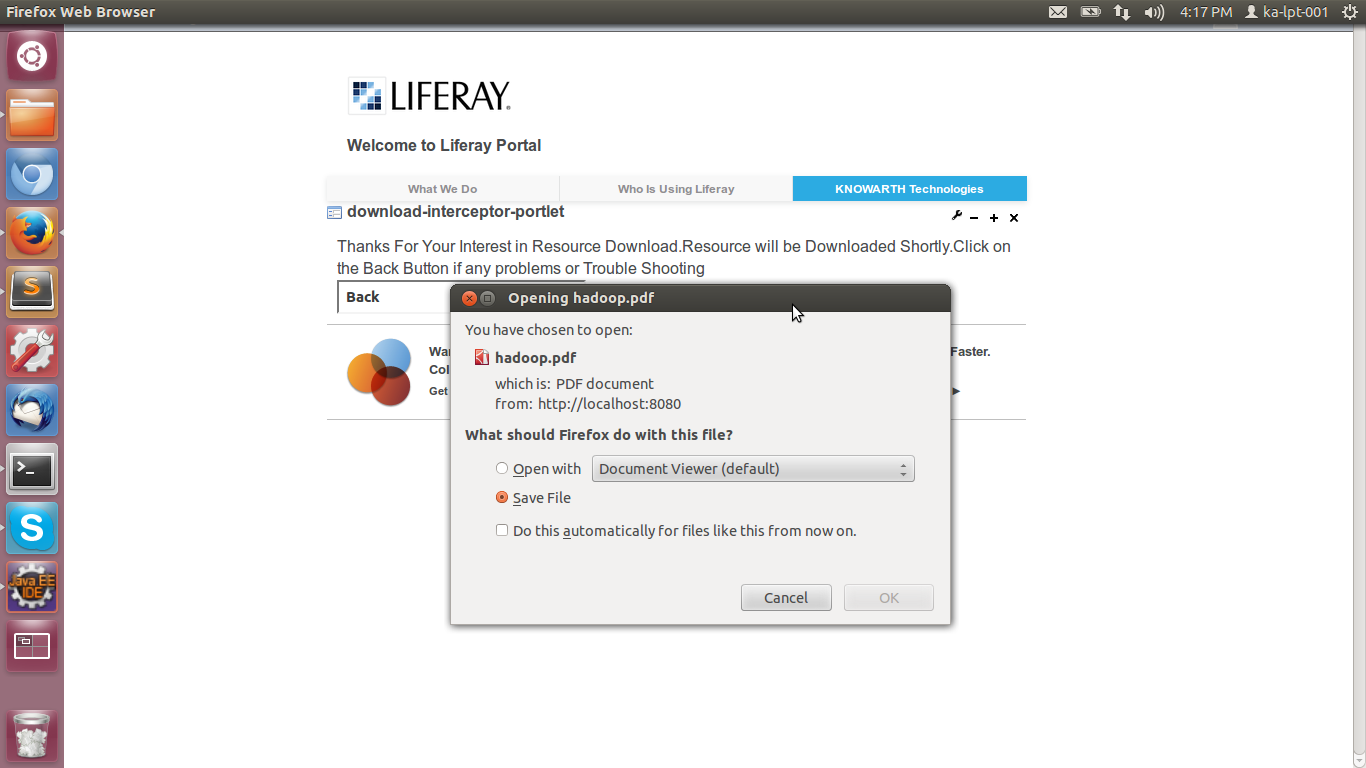 Firefox Web Browser
4:17 PM
ka-lpt-001
LIFERAY®
Welcome to Liferay Portal
What We Do
Who Is Using Liferay
KNOWARTH Technologies
download-interceptor-portlet
Thanks For Your Interest in Resource Download.Resource will be Downloaded Shortly.Click on
the Back Button if any problems or Trouble Shooting
Back
Opening hadoop.pdf
You have chosen to open:
hadoop.pdf
which is: PDF document
from: http://localhost:8080
What should Firefox do with this file?
Open with
Document Viewer (default)
Save File
Do this automatically for files like this from now on.
Cancel
OK
Faster.
Get
S
S
Java EE
IDE